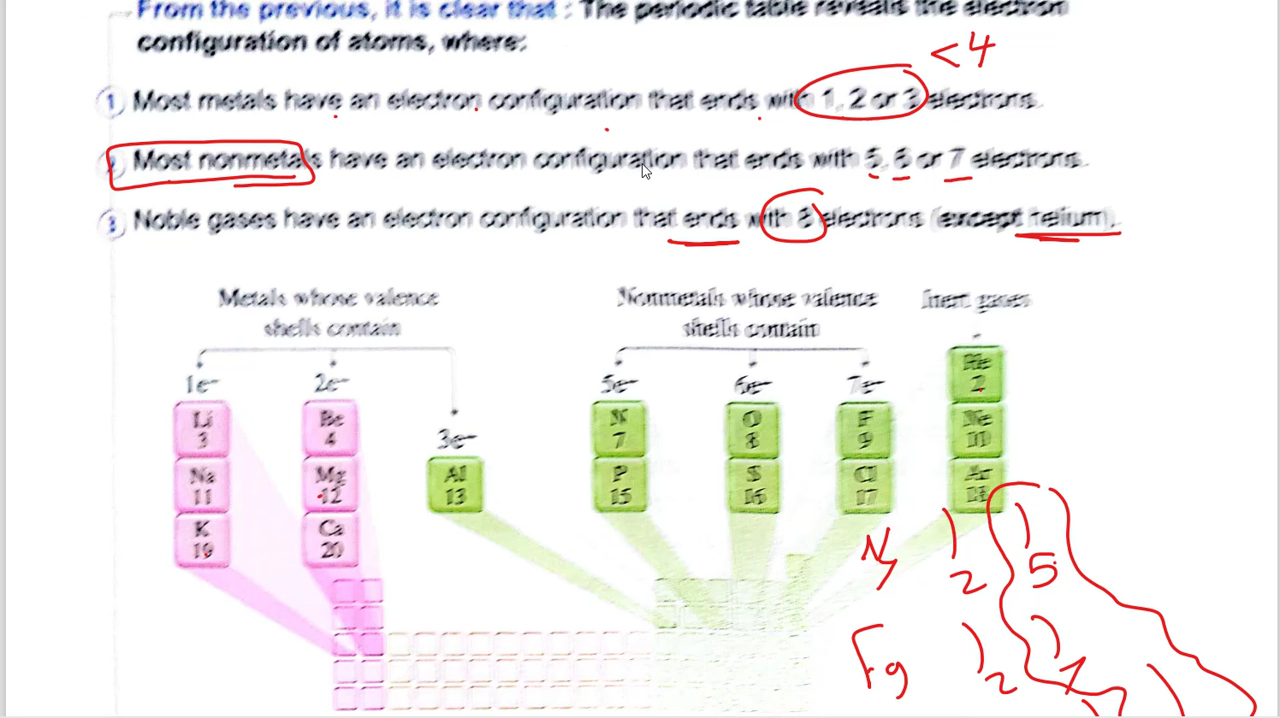 From the previous, it is clear that : The periodic table reveals the electron
configuration of atoms, where:
<4
1 Most metals have an electron configuration that ends with 1, 2 or 3 electrons.
2 Most nonmetals have an electron configuration that ends with 5, 6 or 7 electrons.
3 Noble gases have an electron configuration that ends with 8 electrons (except helium).
Metals whose valence
shells contain
Nonmetals whose valence
shells contain
Inert gases
1e− 2e− 3e− 5e− 6e− 7e−
He
2
Li Be N O F Ne
3 4 7 8 9 10
Na Mg Al P S Cl Ar
11 12 13 15 16 17 18
K Ca
19 20
N7 2 5
F9 2 7
17